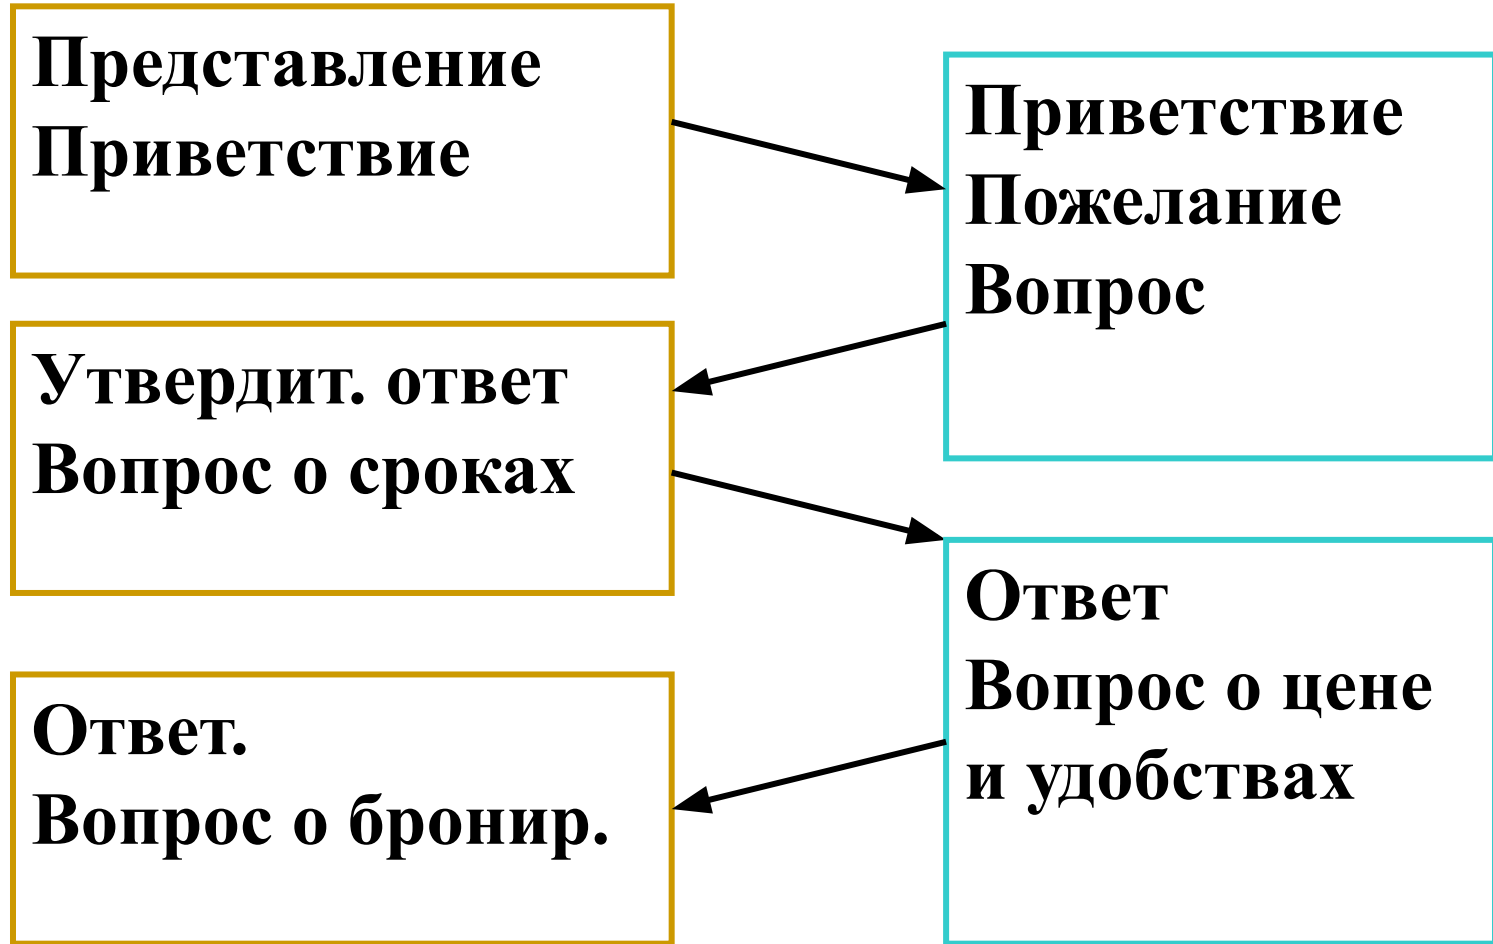 Представление
Приветствие
Приветствие
Пожелание
Вопрос
Утвердит. ответ
Вопрос о сроках
Ответ
Вопрос о цене
и удобствах
Ответ.
Вопрос о бронир.